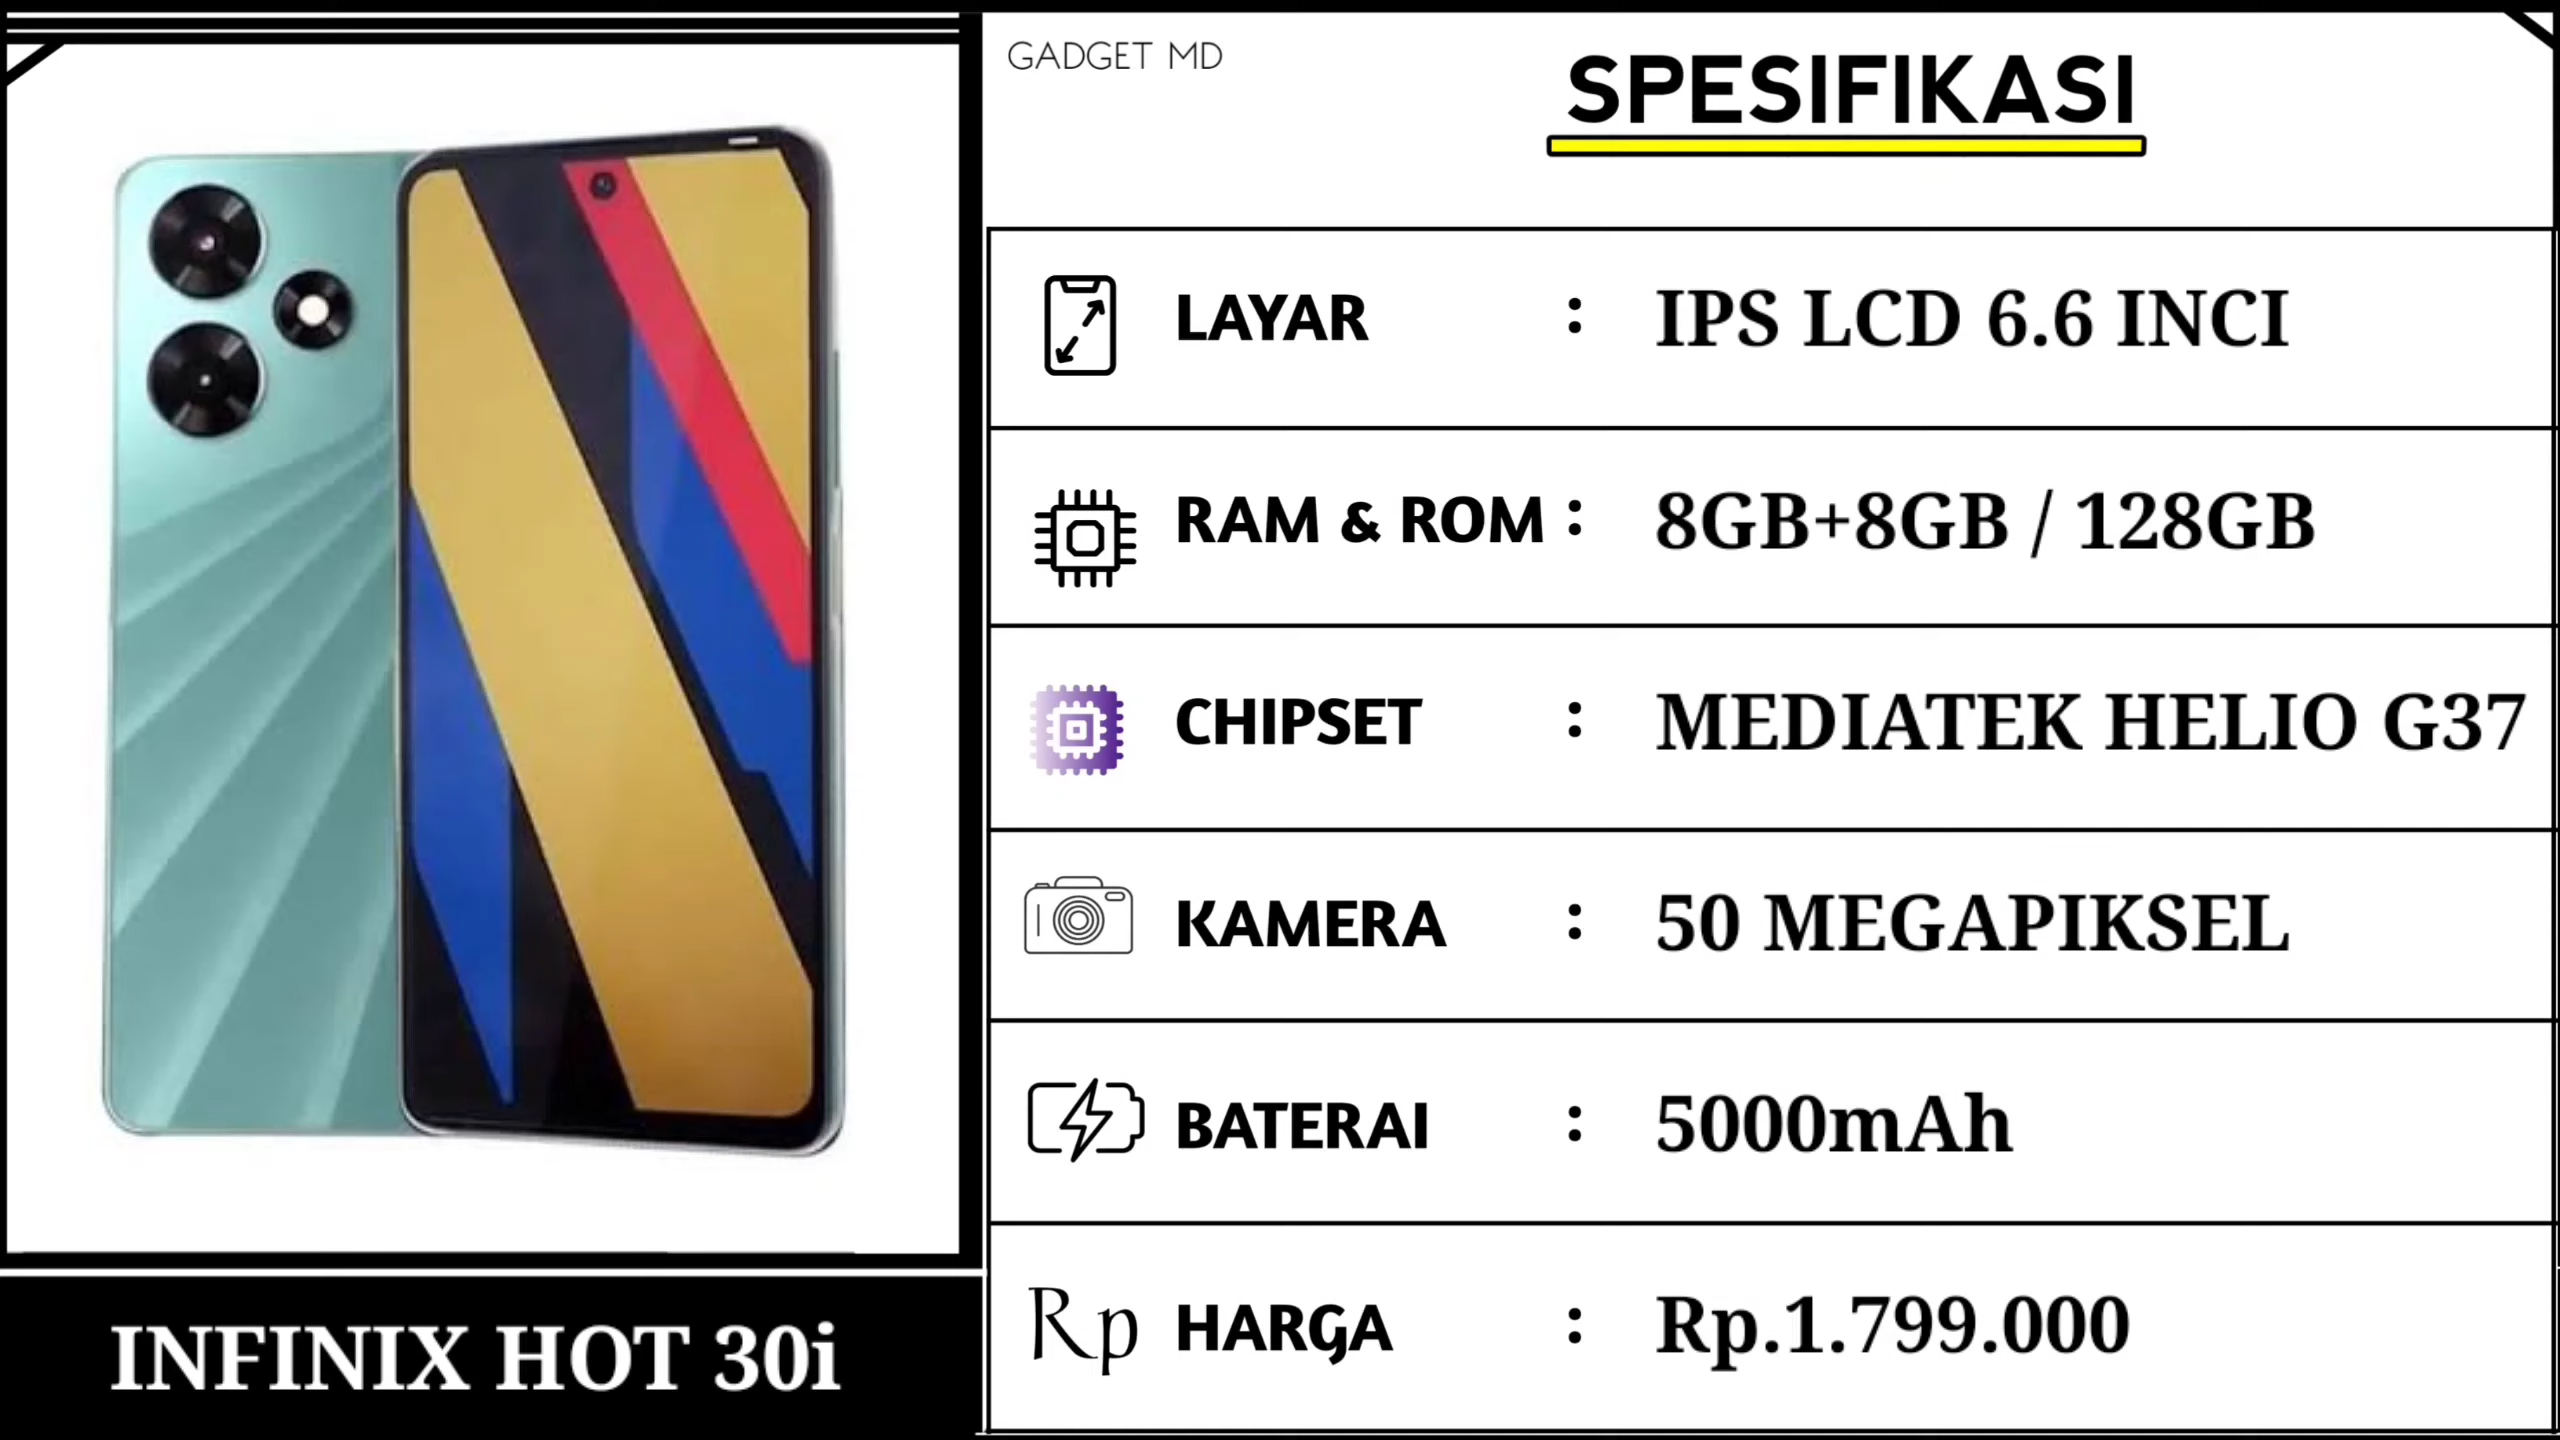 GADGET MD
SPESIFIKASI
LAYAR : IPS LCD 6.6 INCI
RAM & ROM : 8GB+8GB / 128GB
CHIPSET : MEDIATEK HELIO G37
KAMERA : 50 MEGAPIKSEL
BATERAI : 5000mAh
Rp HARGA : Rp.1.799.000
INFINIX HOT 30i